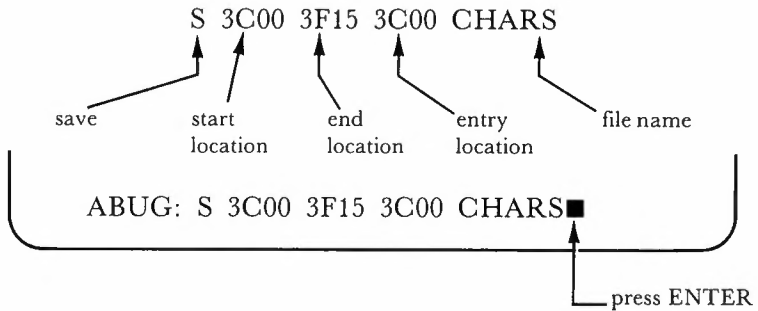 S 3C00 3F15 3C00 CHARS
save start location end location entry location file name
ABUG: S 3C00 3F15 3C00 CHARS■
press ENTER